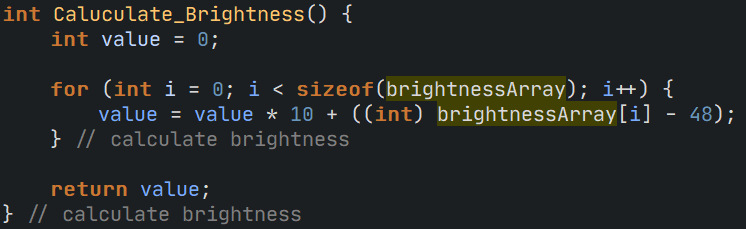 int Caluculate_Brightness() {
    int value = 0;

    for (int i = 0; i < sizeof(brightnessArray); i++) {
        value = value * 10 + ((int) brightnessArray[i] - 48);
    } // calculate brightness

    return value;
} // calculate brightness